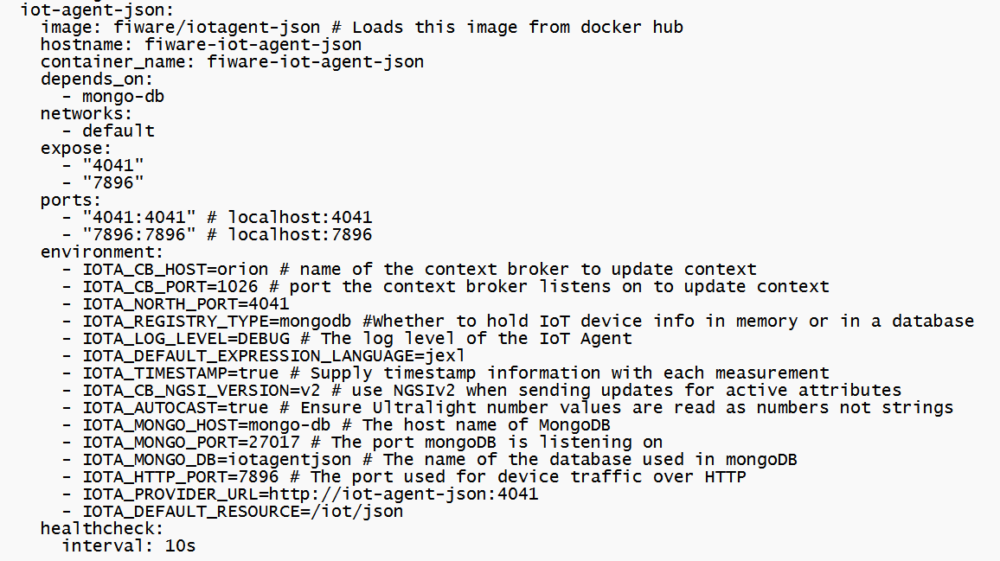 iot-agent-json:
image: fiware/iotagent-json # Loads this image from docker hub
hostname: fiware-iot-agent-json
container_name: fiware-iot-agent-json
depends_on:
- mongo-db
networks:
- default
expose:
- "4041"
- "7896"
ports:
- "4041:4041" # localhost:4041
- "7896:7896" # localhost:7896
environment:
- IOTA_CB_HOST=orion # name of the context broker to update context
- IOTA_CB_PORT=1026 # port the context broker listens on to update context
- IOTA_NORTH_PORT=4041
- IOTA_REGISTRY_TYPE=mongodb #Whether to hold IoT device info in memory or in a database
- IOTA_LOG_LEVEL=DEBUG # The log level of the IoT Agent
- IOTA_DEFAULT_EXPRESSION_LANGUAGE=jexl
- IOTA_TIMESTAMP=true # Supply timestamp information with each measurement
- IOTA_CB_NGSI_VERSION=v2 # use NGSIv2 when sending updates for active attributes
- IOTA_AUTOCAST=true # Ensure Ultralight number values are read as numbers not strings
- IOTA_MONGO_HOST=mongo-db # The host name of MongoDB
- IOTA_MONGO_PORT=27017 # The port mongoDB is listening on
- IOTA_MONGO_DB=iotagentjson # The name of the database used in mongoDB
- IOTA_HTTP_PORT=7896 # The port used for device traffic over HTTP
- IOTA_PROVIDER_URL=http://iot-agent-json:4041
- IOTA_DEFAULT_RESOURCE=/iot/json
healthcheck:
interval: 10s